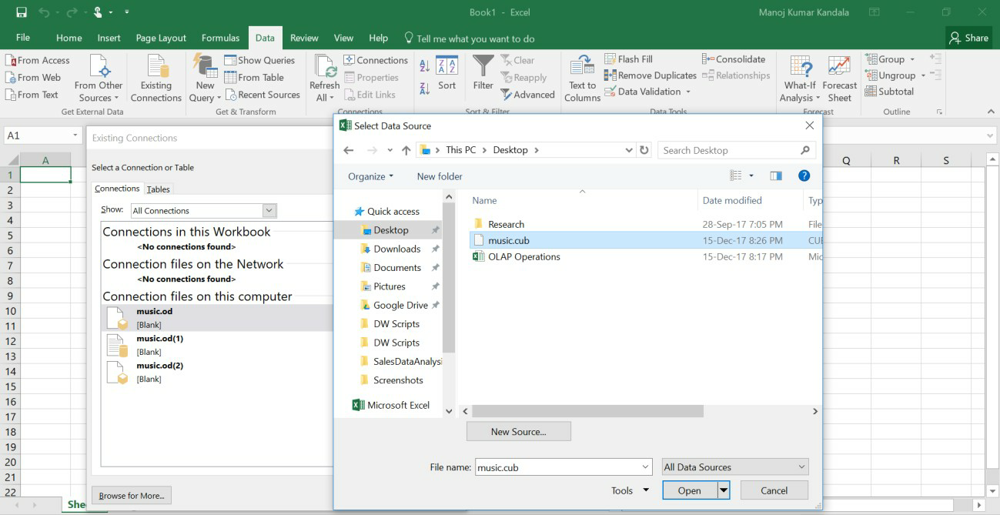 Book1 - Excel
Manoj Kumar Kandala
File Home Insert Page Layout Formulas Data Review View Help Tell me what you want to do Share
From Access
From Web
From Text
From Other Sources
Existing Connections
Get External Data
New Query
Show Queries
From Table
Recent Sources
Get & Transform
Refresh All
Connections
Properties
Edit Links
Connections
Sort
Filter
Clear
Reapply
Advanced
Sort & Filter
Text to Columns
Flash Fill
Remove Duplicates
Data Validation
Consolidate
Relationships
Data Tools
What-If Analysis
Forecast Sheet
Forecast
Group
Ungroup
Subtotal
Outline
A1
A Q R S
1
2
3
4
5
6
7
8
9
10
11
12
13
14
15
16
17
18
19
20
21
22
Existing Connections
Select a Connection or Table
Connections Tables
Show: All Connections
Connections in this Workbook
<No connections found>
Connection files on the Network
<No connections found>
Connection files on this computer
music.od
[Blank]
music.od(1)
[Blank]
music.od(2)
[Blank]
Browse for More...
She
Select Data Source
This PC > Desktop >
Search Desktop
Organize New folder
Quick access
Desktop
Downloads
Documents
Pictures
Google Drive
DW Scripts
DW Scripts
SalesDataAnalysi
Screenshots
Microsoft Excel
Name Date modified Typ
Research 28-Sep-17 7:05 PM File
music.cub 15-Dec-17 8:26 PM CU
OLAP Operations 15-Dec-17 8:17 PM Mic
New Source...
File name: music.cub All Data Sources
Tools Open Cancel